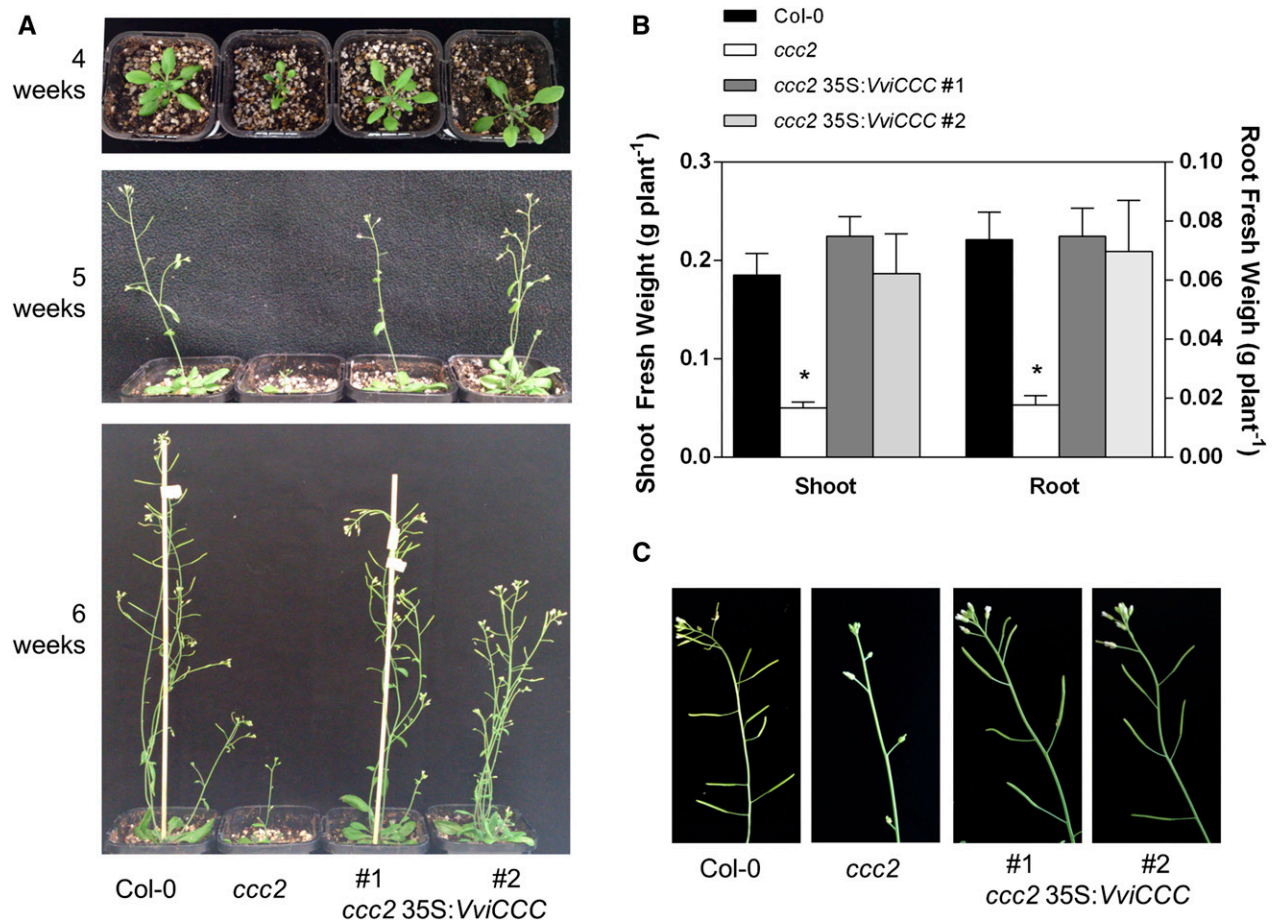 A
4
weeks
5
weeks
6
weeks
Col-0
ccc2
#1
#2
ccc2 35S:VviCCC
B
Col-0
ccc2
ccc2 35S:VviCCC #1
ccc2 35S:VviCCC #2
Shoot Fresh Weight (g plant⁻¹)
0.3
0.2
0.1
0.0
*
*
Shoot
Root
0.10
0.08
0.06
0.04
0.02
0.00
Root Fresh Weigh (g plant⁻¹)
C
Col-0
ccc2
#1
#2
ccc2 35S:VviCCC